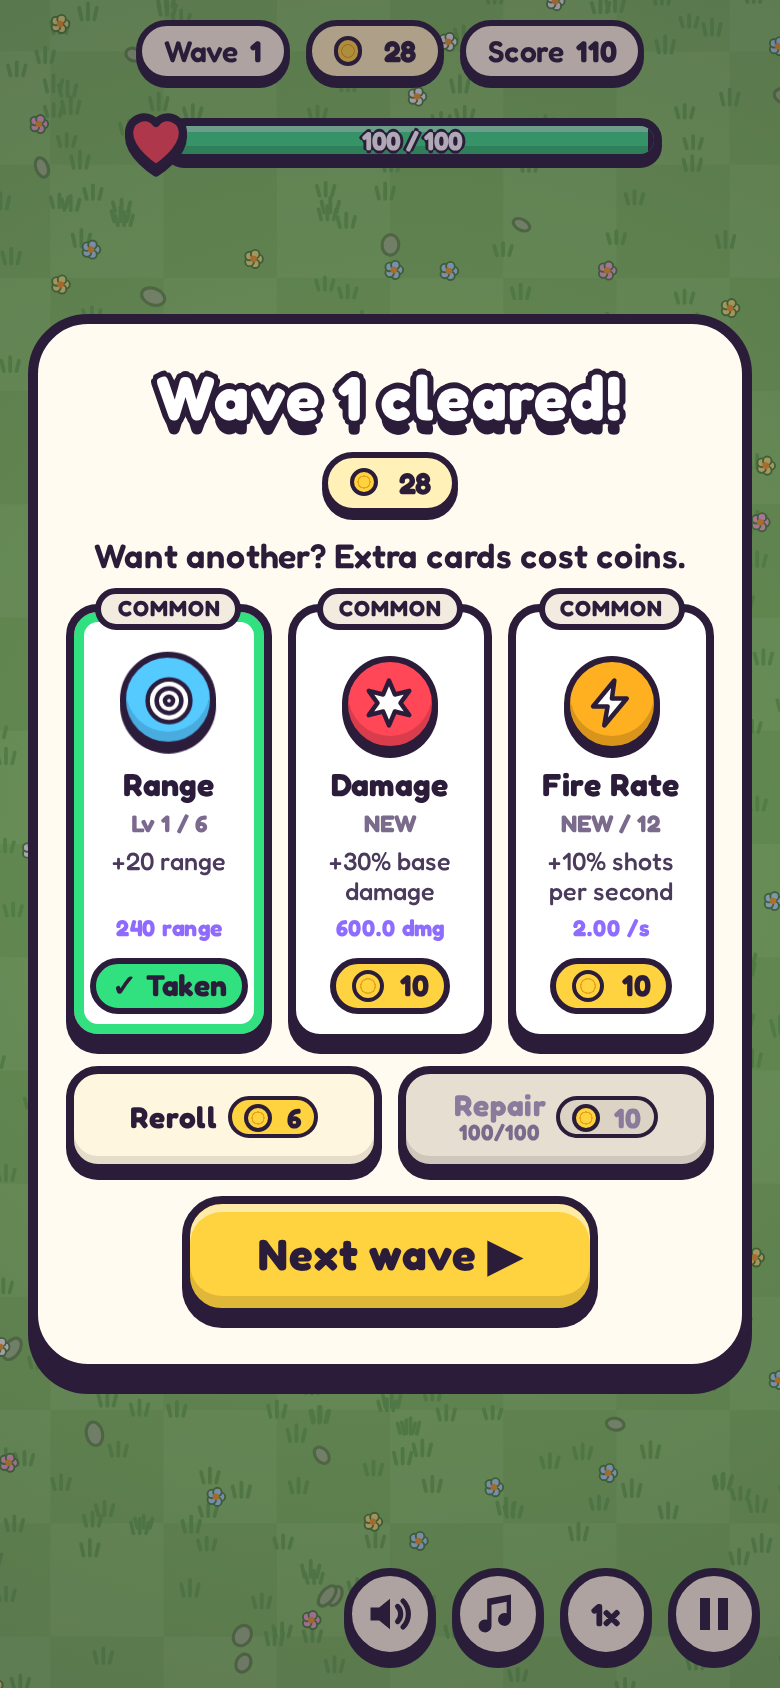 Wave 1
28
Score 110
100 / 100
Wave 1 cleared!
28
Want another? Extra cards cost coins.
COMMON
Range
Lv 1 / 6
+20 range
240 range
✓ Taken
COMMON
Damage
NEW
+30% base
damage
600.0 dmg
10
COMMON
Fire Rate
NEW / 12
+10% shots
per second
2.00 /s
10
Reroll 6
Repair
100/100
10
Next wave ▶
1x